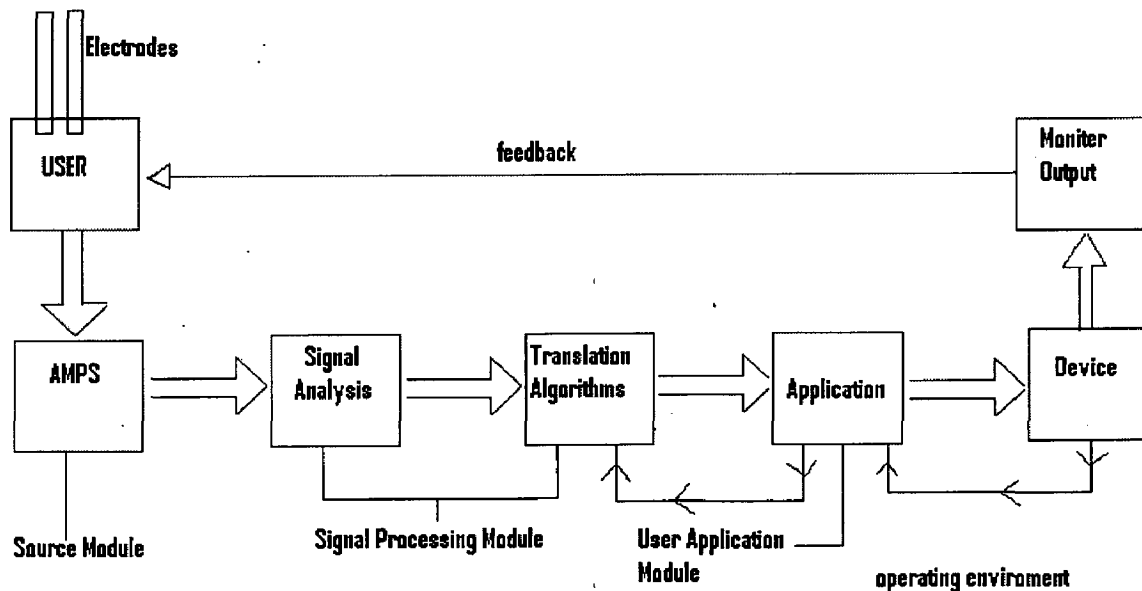 Electrodes
USER
feedback
Moniter
Output
AMPS
Signal
Analysis
Translation
Algorithms
Application
Device
Source Module
Signal Processing Module
User Application
Module
operating enviroment